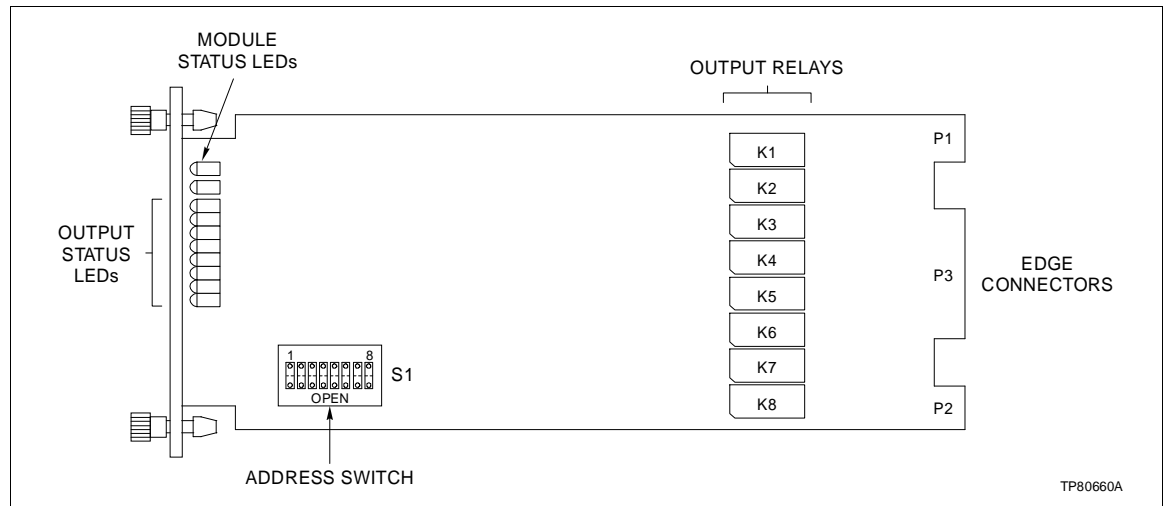 MODULE
STATUS LEDs
OUTPUT RELAYS
P1
K1
K2
K3
OUTPUT
STATUS
LEDs
K4
P3
EDGE
CONNECTORS
K5
K6
1 8
S1
K7
OPEN
K8
P2
ADDRESS SWITCH
TP80660A